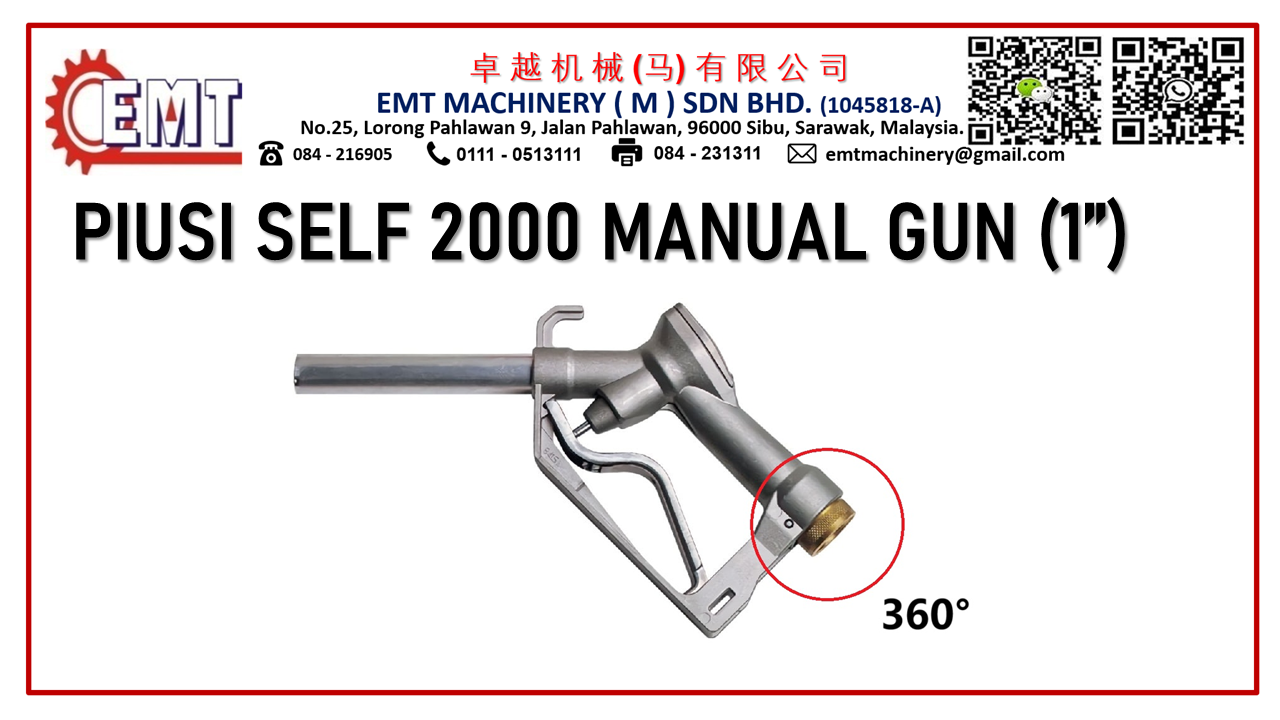 EMT
卓越机械(马)有限公司
EMT MACHINERY ( M ) SDN BHD. (1045818-A)
No.25, Lorong Pahlawan 9, Jalan Pahlawan, 96000 Sibu, Sarawak, Malaysia.
084 - 216905 0111 - 0513111 084 - 231311 emtmachinery@gmail.com
PIUSI SELF 2000 MANUAL GUN (1")
360°